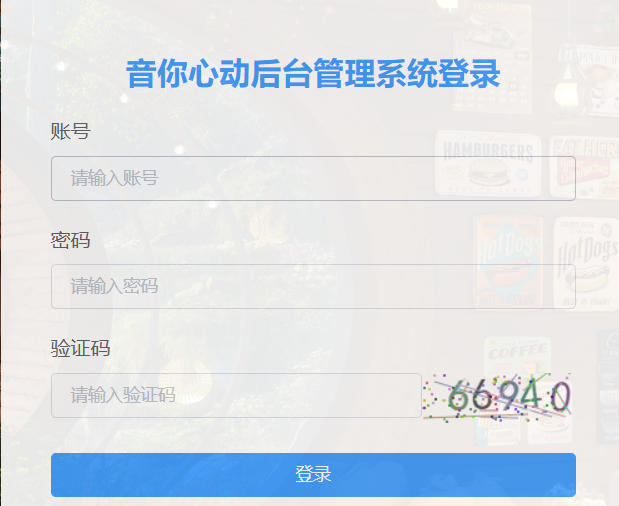 音你心动后台管理系统登录
账号
请输入账号
密码
请输入密码
验证码
请输入验证码
66940
登录
HAMBURGERS
HOT DOGS
HOT DOGS
COFFEE